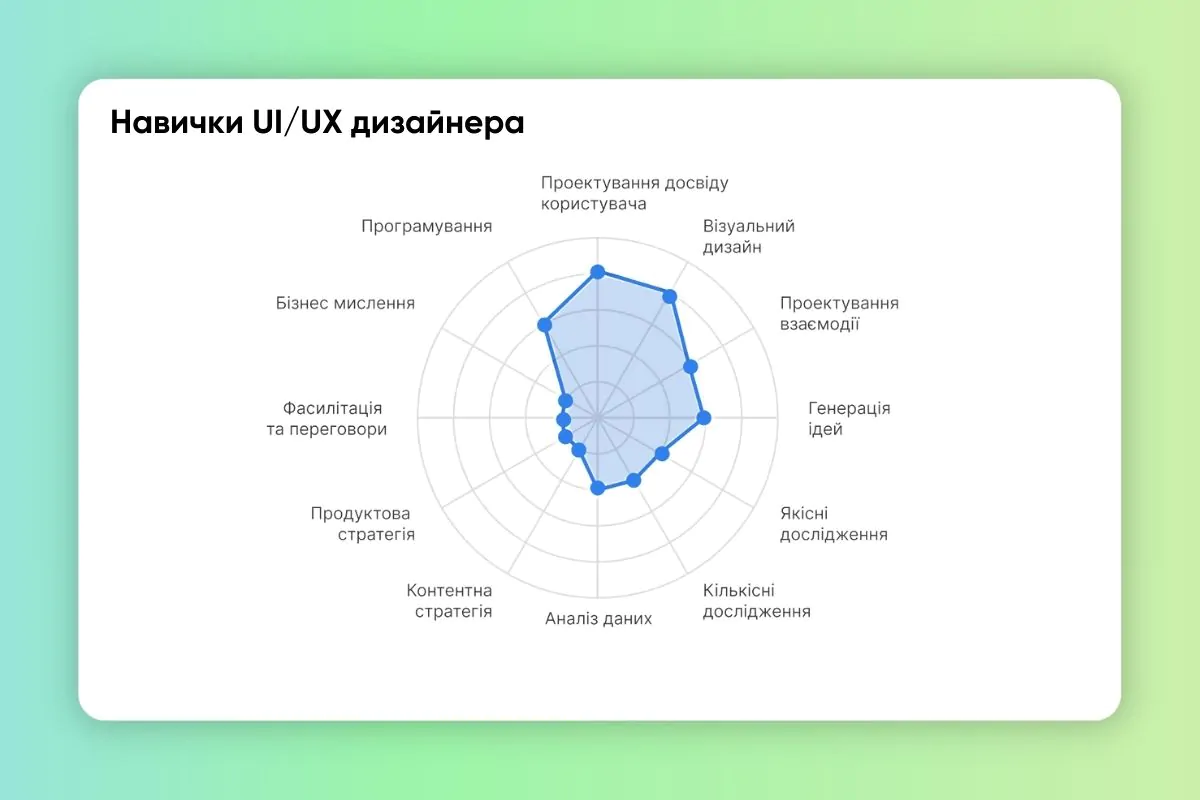 Навички UI/UX дизайнера
Проектування досвіду
користувача
Візуальний
дизайн
Проектування
взаємодії
Генерація
ідей
Якісні
дослідження
Кількісні
дослідження
Аналіз даних
Контентна
стратегія
Продуктова
стратегія
Фасилітація
та переговори
Бізнес мислення
Програмування